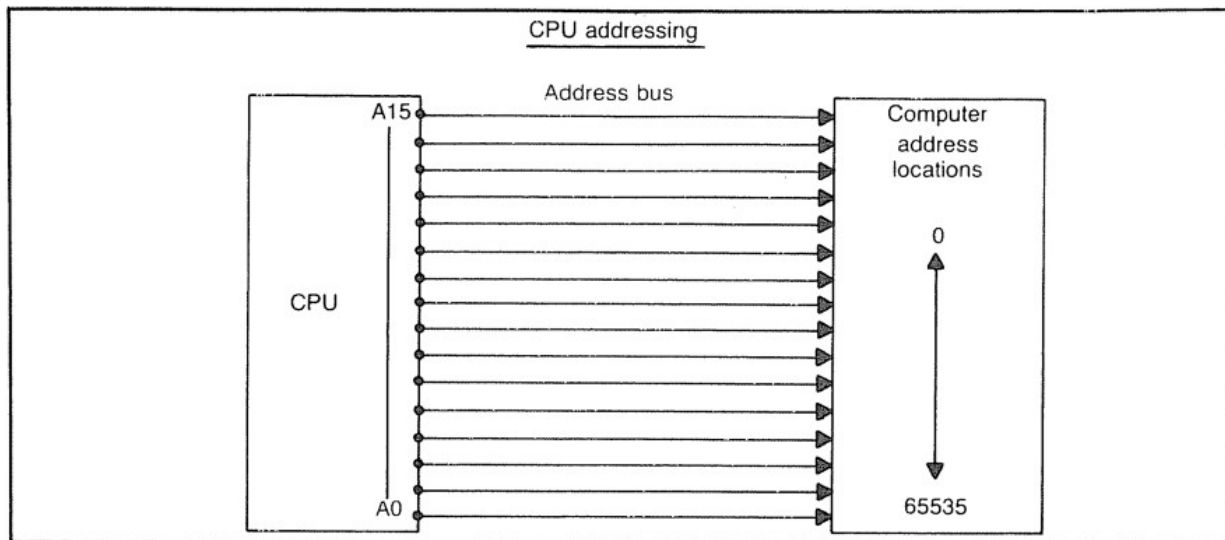 CPU addressing
Address bus
A15
CPU
A0
Computer
address
locations
0
65535